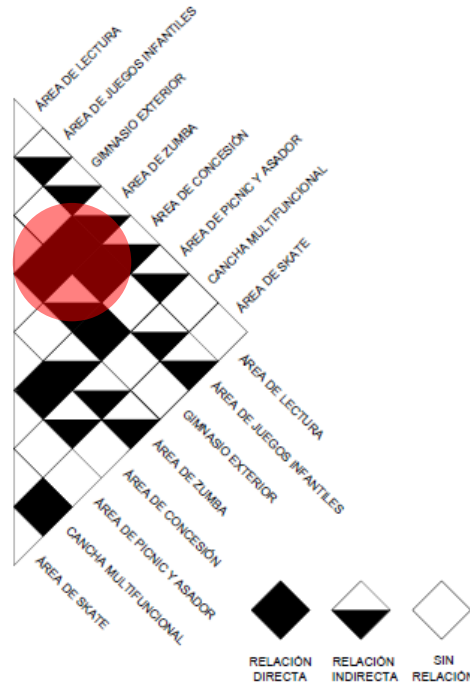 ÁREA DE LECTURA
ÁREA DE JUEGOS INFANTILES
GIMNASIO EXTERIOR
ÁREA DE ZUMBA
ÁREA DE CONCESIÓN
ÁREA DE PICNIC Y ASADOR
CANCHA MULTIFUNCIONAL
ÁREA DE SKATE
ÁREA DE LECTURA
ÁREA DE JUEGOS INFANTILES
GIMNASIO EXTERIOR
ÁREA DE ZUMBA
ÁREA DE CONCESIÓN
ÁREA DE PICNIC Y ASADOR
CANCHA MULTIFUNCIONAL
ÁREA DE SKATE
RELACIÓN
DIRECTA
RELACIÓN
INDIRECTA
SIN
RELACIÓN